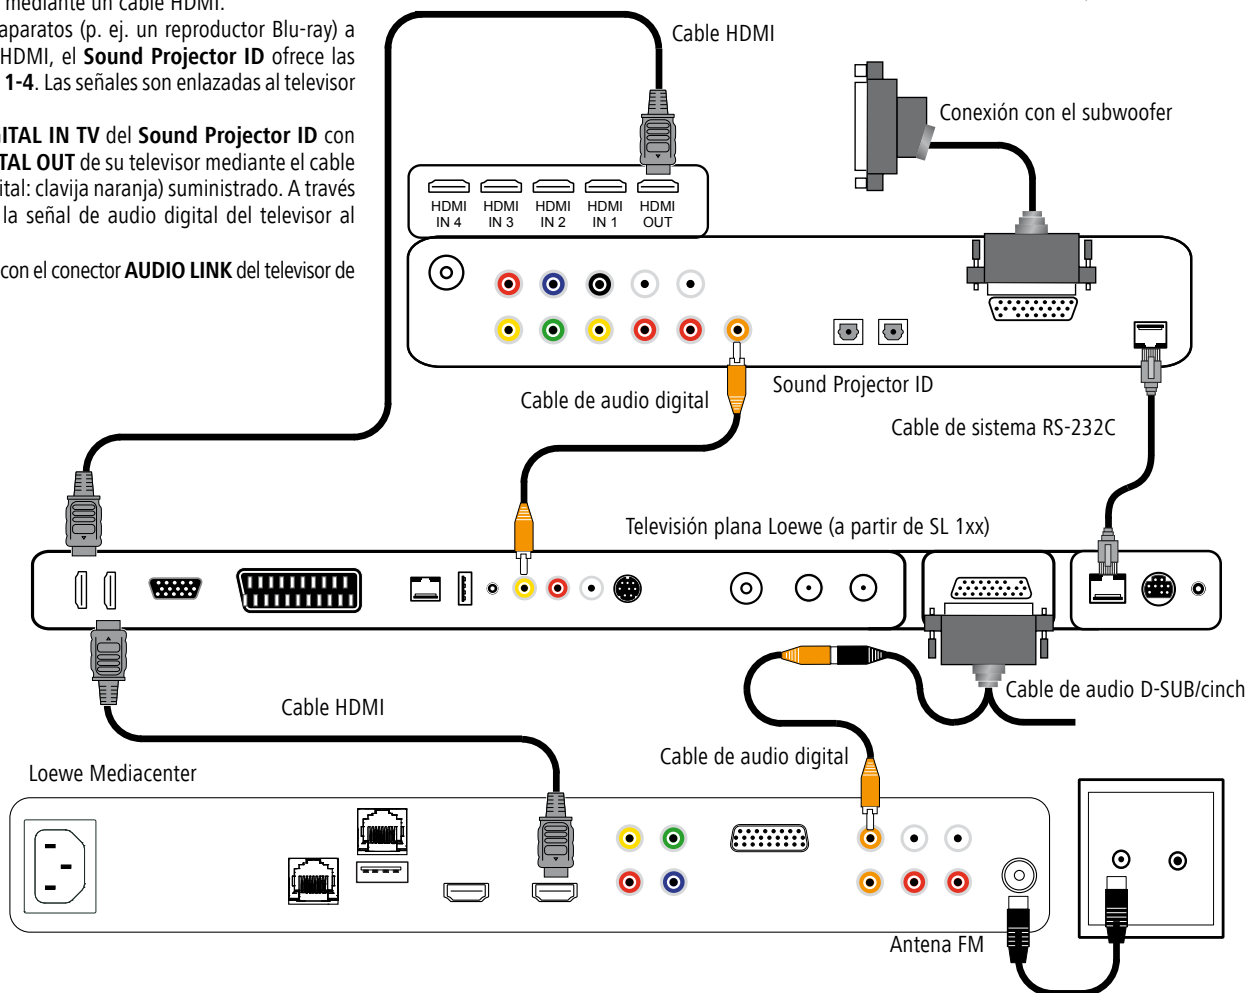 mediante un cable HDMI.
aparatos (p. ej. un reproductor Blu-ray) a
HDMI, el Sound Projector ID ofrece las
1-4. Las señales son enlazadas al televisor
GITAL IN TV del Sound Projector ID con
TAL OUT de su televisor mediante el cable
ital: clavija naranja) suministrado. A través
la señal de audio digital del televisor al
con el conector AUDIO LINK del televisor de
Cable HDMI
Conexión con el subwoofer
HDMI IN 4
HDMI IN 3
HDMI IN 2
HDMI IN 1
HDMI OUT
Sound Projector ID
Cable de audio digital
Cable de sistema RS-232C
Televisión plana Loewe (a partir de SL 1xx)
Cable de audio D-SUB/cinch
Cable HDMI
Cable de audio digital
Loewe Mediacenter
Antena FM